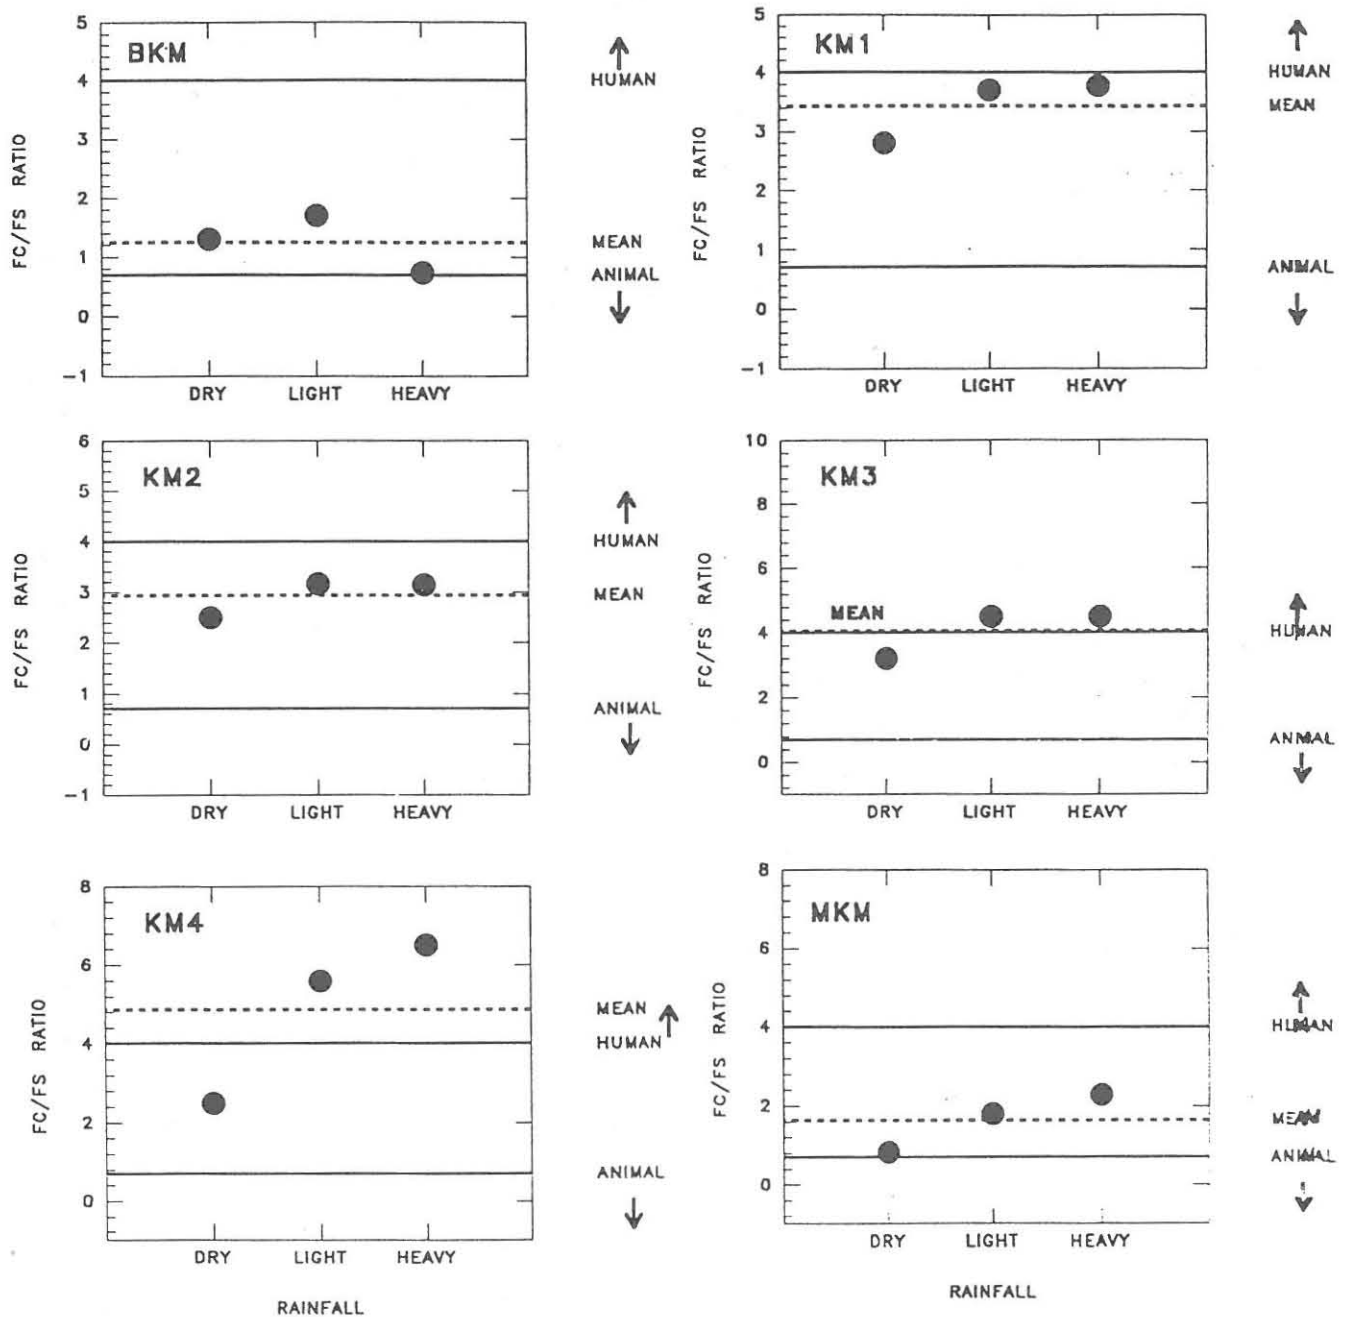 BKM
5
4
3
2
1
0
−1
FC/FS RATIO
DRY LIGHT HEAVY
HUMAN
MEAN
ANIMAL
KM1
5
4
3
2
1
0
−1
FC/FS RATIO
DRY LIGHT HEAVY
HUMAN
MEAN
ANIMAL
KM2
6
5
4
3
2
1
0
−1
FC/FS RATIO
DRY LIGHT HEAVY
HUMAN
MEAN
ANIMAL
KM3
10
8
6
4
2
0
FC/FS RATIO
MEAN
DRY LIGHT HEAVY
HUMAN
ANIMAL
KM4
8
6
4
2
0
FC/FS RATIO
DRY LIGHT HEAVY
RAINFALL
MEAN
HUMAN
ANIMAL
MKM
8
6
4
2
0
FC/FS RATIO
DRY LIGHT HEAVY
RAINFALL
HUMAN
MEAN
ANIMAL